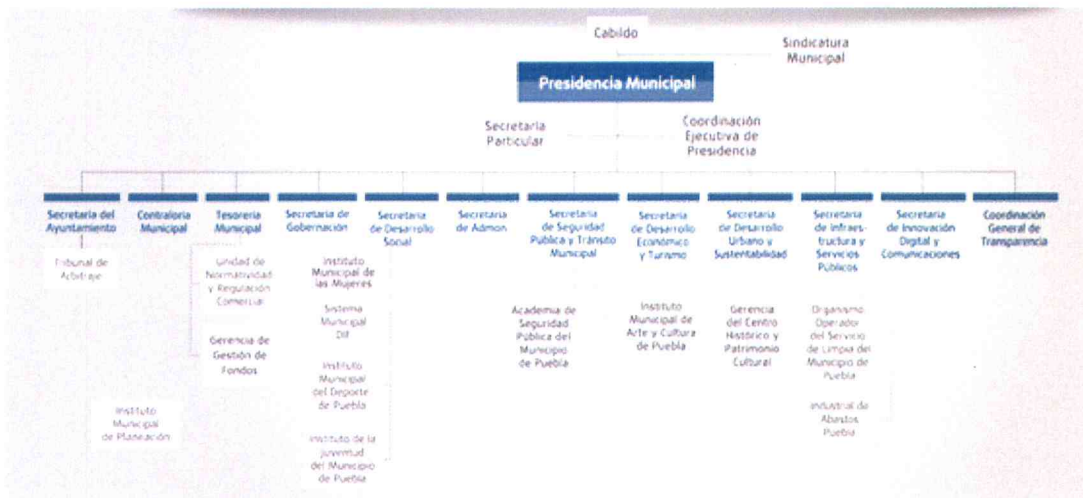 Cabildo
Sindicatura
Municipal
Presidencia Municipal
Secretaría
Particular
Coordinación
Ejecutiva de
Presidencia
Secretaría del
Ayuntamiento
Contraloría
Municipal
Tesorería
Municipal
Secretaría de
Gobernación
Secretaría
de Desarrollo
Social
Secretaría
de Admon
Secretaría
de Seguridad
Pública y Tránsito
Municipal
Secretaría
de Desarrollo
Económico
y Turismo
Secretaría
de Desarrollo
Urbano y
Sustentabilidad
Secretaría
de Infraes-
tructura y
Servicios
Públicos
Secretaría
de Innovación
Digital y
Comunicaciones
Coordinación
General de
Transparencia
Tribunal de
Arbitraje
Unidad de
Normatividad
y Regulación
Comercial
Gerencia de
Gestión de
Fondos
Instituto
Municipal
de Planeación
Instituto
Municipal de
las Mujeres
Sistema
Municipal
DIF
Instituto
Municipal
del Deporte
de Puebla
Instituto de la
Juventud
del Municipio
de Puebla
Academia de
Seguridad
Pública del
Municipio
de Puebla
Instituto
Municipal de
Arte y Cultura
de Puebla
Gerencia
del Centro
Histórico y
Patrimonio
Cultural
Organismo
Operador
del Servicio
de Limpia del
Municipio de
Puebla
Industrial de
Abastos
Puebla